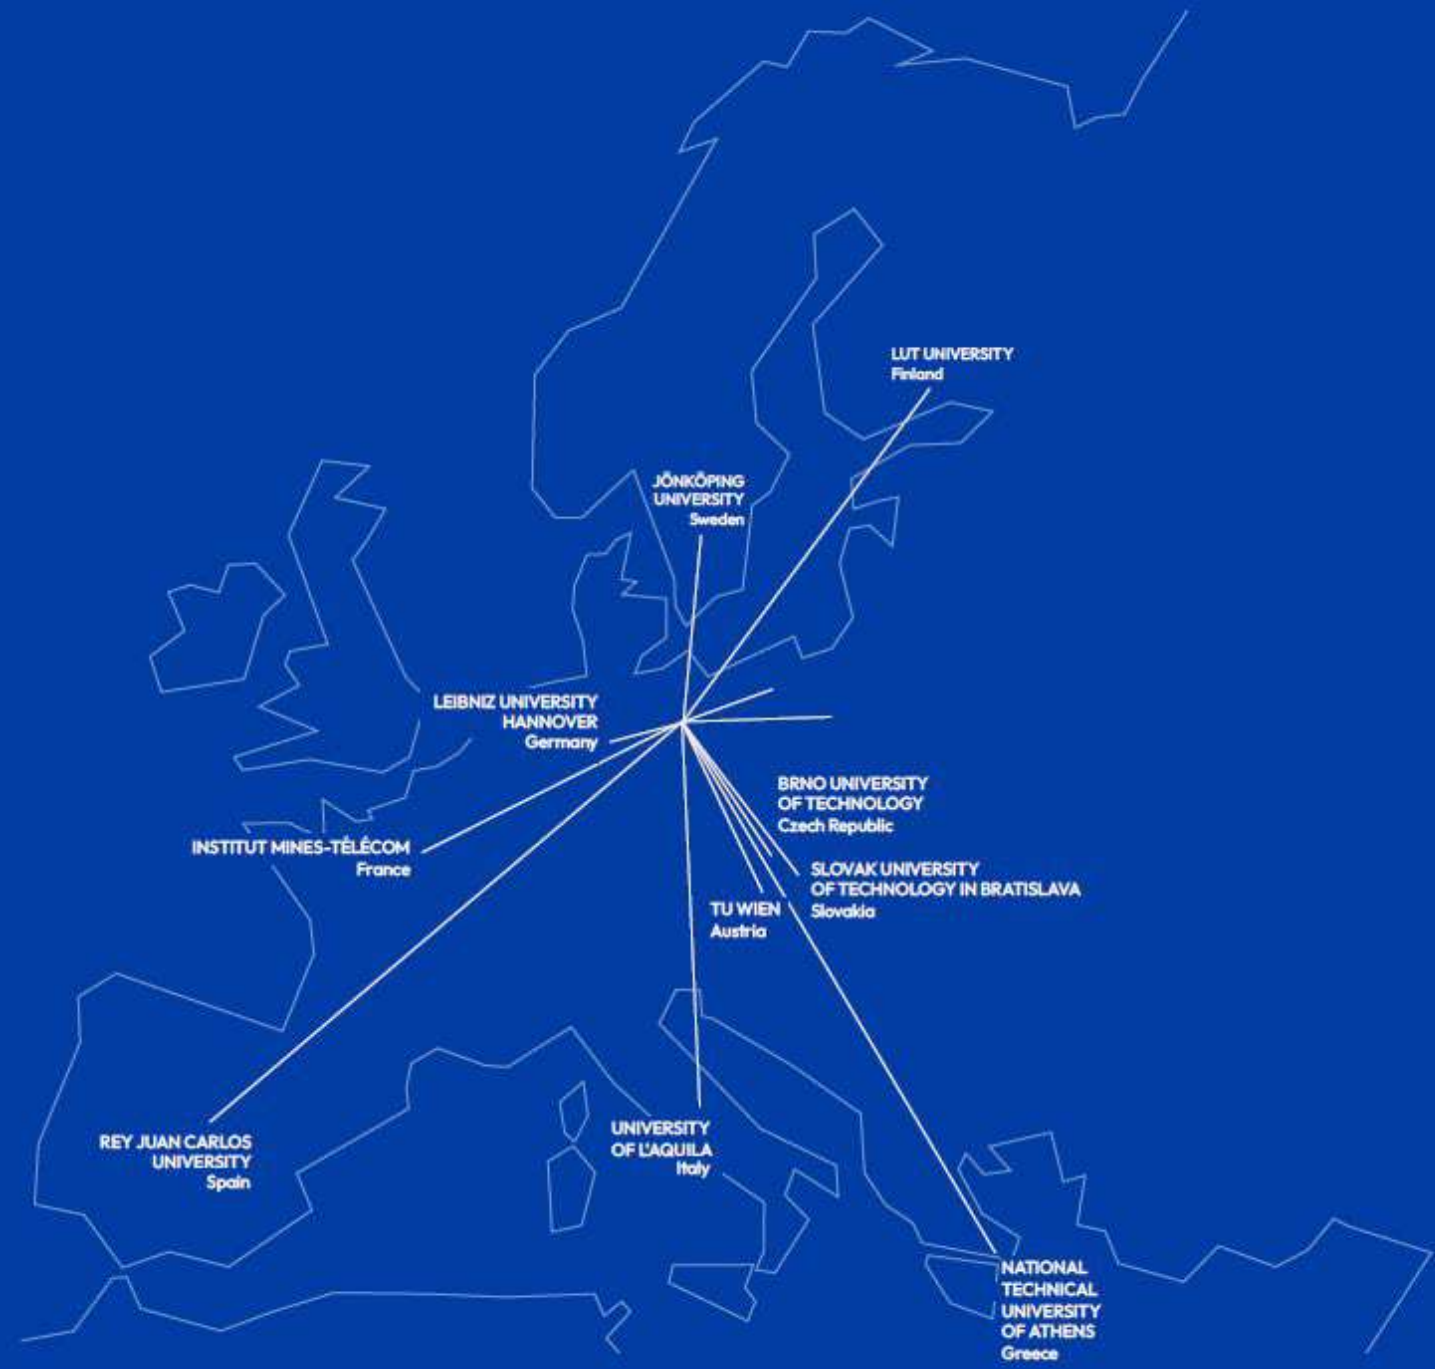 LUT UNIVERSITY
Finland
JÖNKÖPING
UNIVERSITY
Sweden
LEIBNIZ UNIVERSITY
HANNOVER
Germany
BRNO UNIVERSITY
OF TECHNOLOGY
Czech Republic
INSTITUT MINES-TÉLÉCOM
France
SLOVAK UNIVERSITY
OF TECHNOLOGY IN BRATISLAVA
Slovakia
TU WIEN
Austria
UNIVERSITY
OF L'AQUILA
Italy
REY JUAN CARLOS
UNIVERSITY
Spain
NATIONAL
TECHNICAL
UNIVERSITY
OF ATHENS
Greece